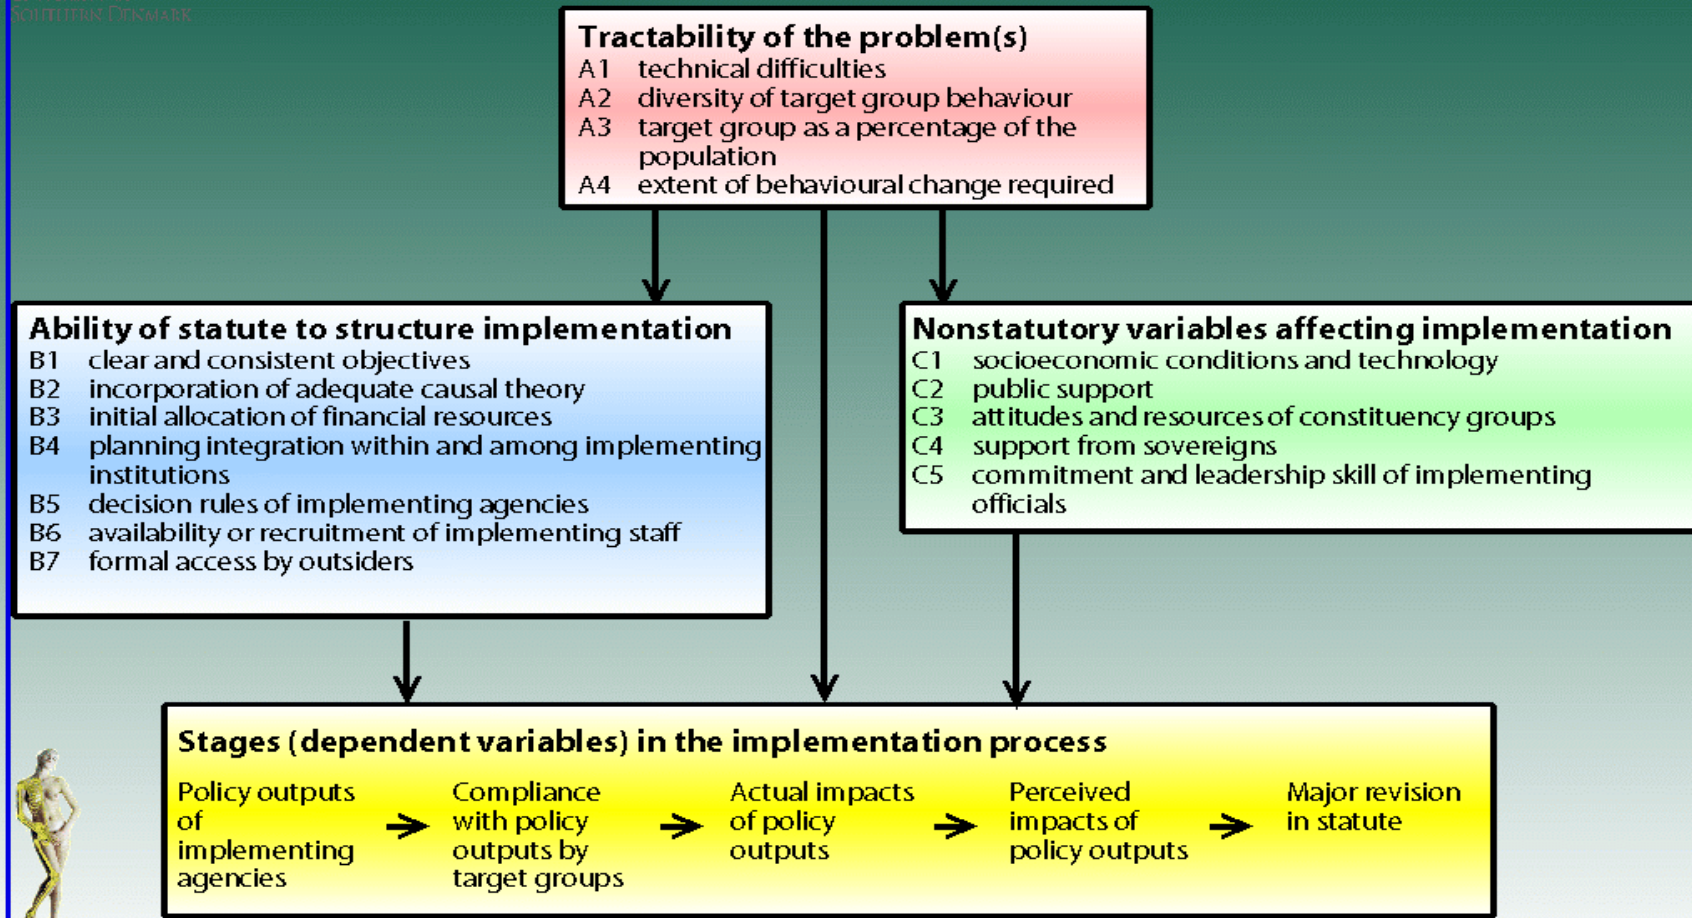 SOUTHERN DENMARK
Tractability of the problem(s)
A1 technical difficulties
A2 diversity of target group behaviour
A3 target group as a percentage of the
population
A4 extent of behavioural change required
Ability of statute to structure implementation
B1 clear and consistent objectives
B2 incorporation of adequate causal theory
B3 initial allocation of financial resources
B4 planning integration within and among implementing
institutions
B5 decision rules of implementing agencies
B6 availability or recruitment of implementing staff
B7 formal access by outsiders
Nonstatutory variables affecting implementation
C1 socioeconomic conditions and technology
C2 public support
C3 attitudes and resources of constituency groups
C4 support from sovereigns
C5 commitment and leadership skill of implementing
officials
Stages (dependent variables) in the implementation process
Policy outputs
of
implementing
agencies
Compliance
with policy
outputs by
target groups
Actual impacts
of policy
outputs
Perceived
impacts of
policy outputs
Major revision
in statute